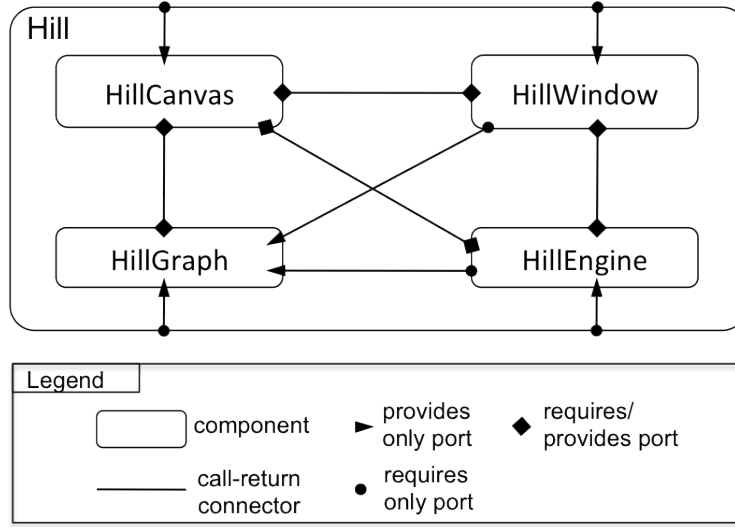 Hill
HillCanvas
HillWindow
HillGraph
HillEngine
Legend
component
provides
only port
requires/
provides port
call-return
connector
requires
only port